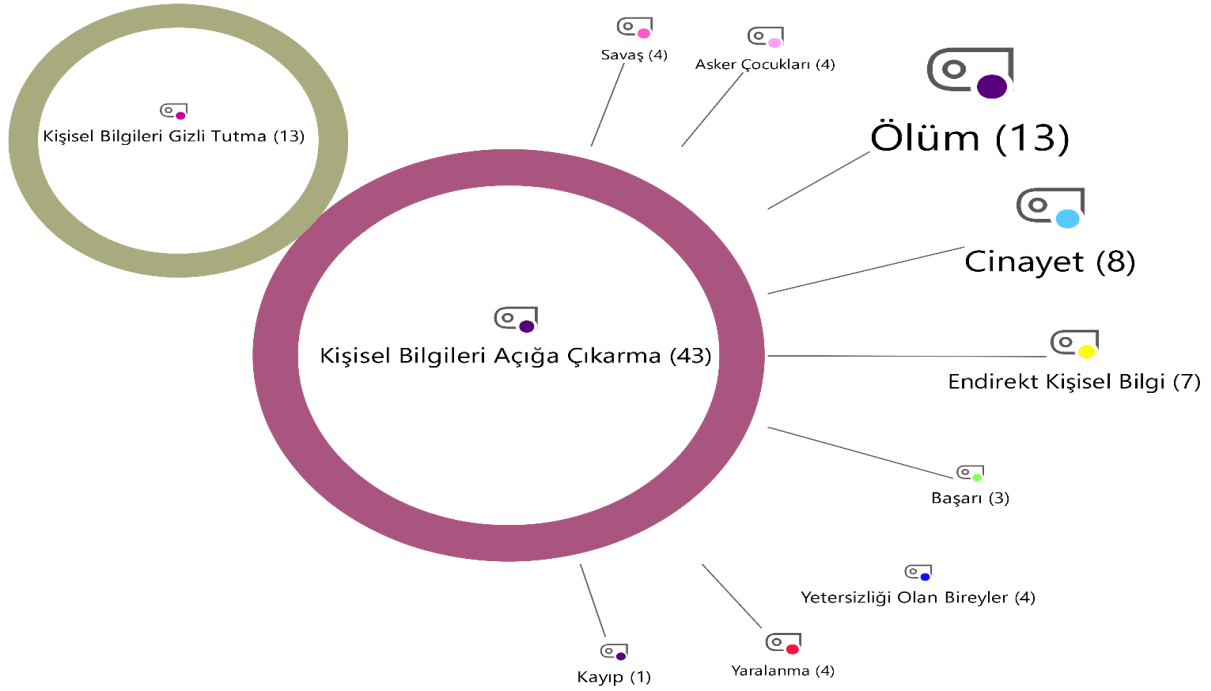 Savaş (4)
Asker Çocukları (4)
Kişisel Bilgileri Gizli Tutma (13)
Ölüm (13)
Cinayet (8)
Kişisel Bilgileri Açığa Çıkarma (43)
Endirekt Kişisel Bilgi (7)
Başarı (3)
Yetersizliği Olan Bireyler (4)
Yaralanma (4)
Kayıp (1)